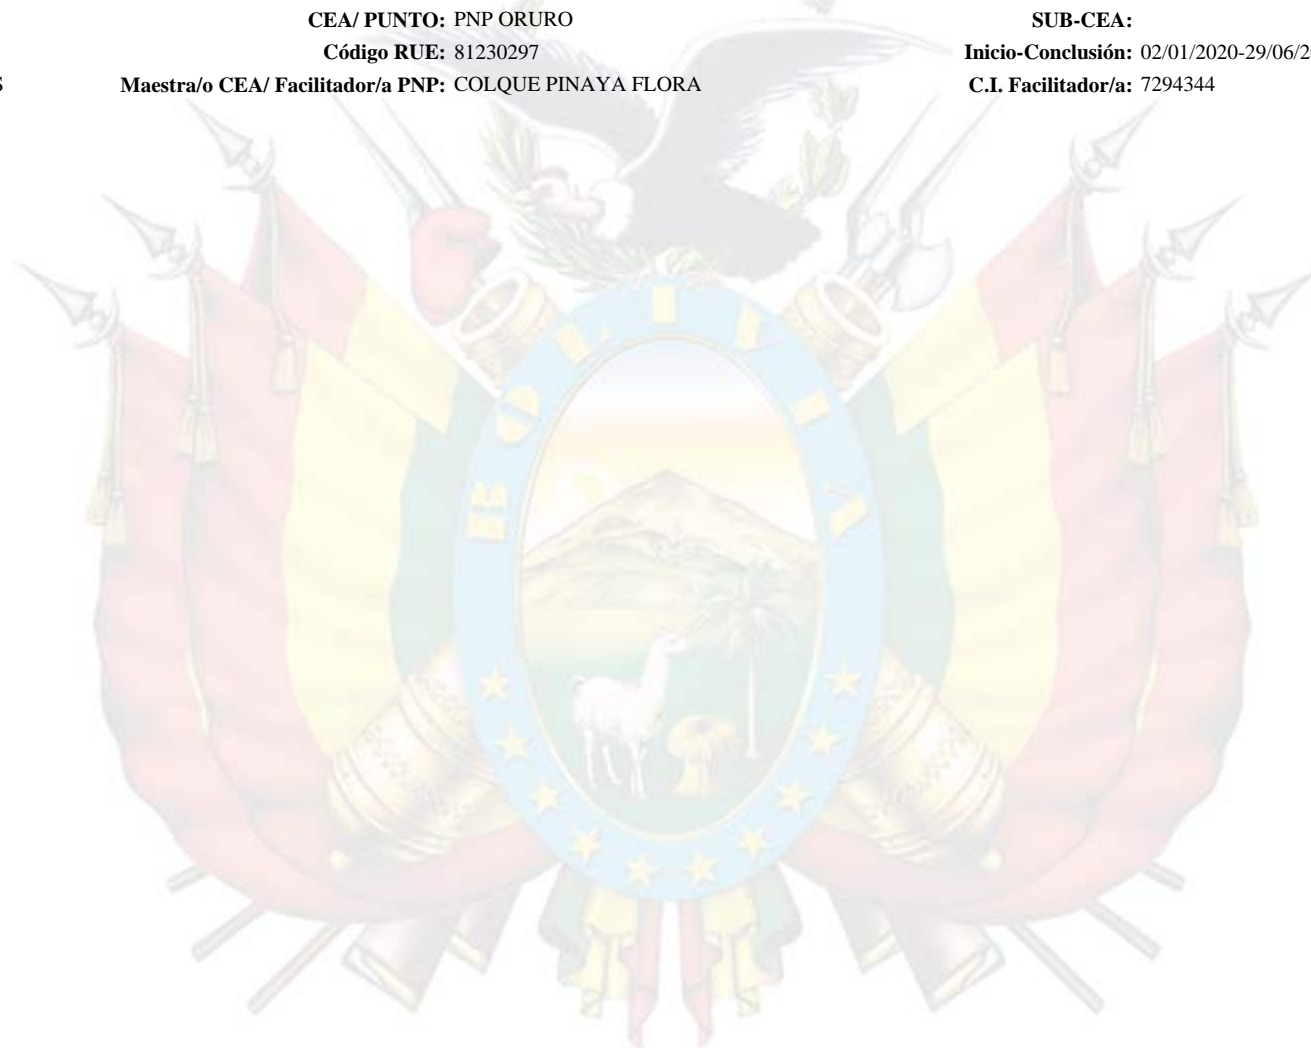 CEA/ PUNTO: PNP ORURO SUB-CEA:
Código RUE: 81230297 Inicio-Conclusión: 02/01/2020-29/06/2
S Maestra/o CEA/ Facilitador/a PNP: COLQUE PINAYA FLORA C.I. Facilitador/a: 7294344
BOLIVIA